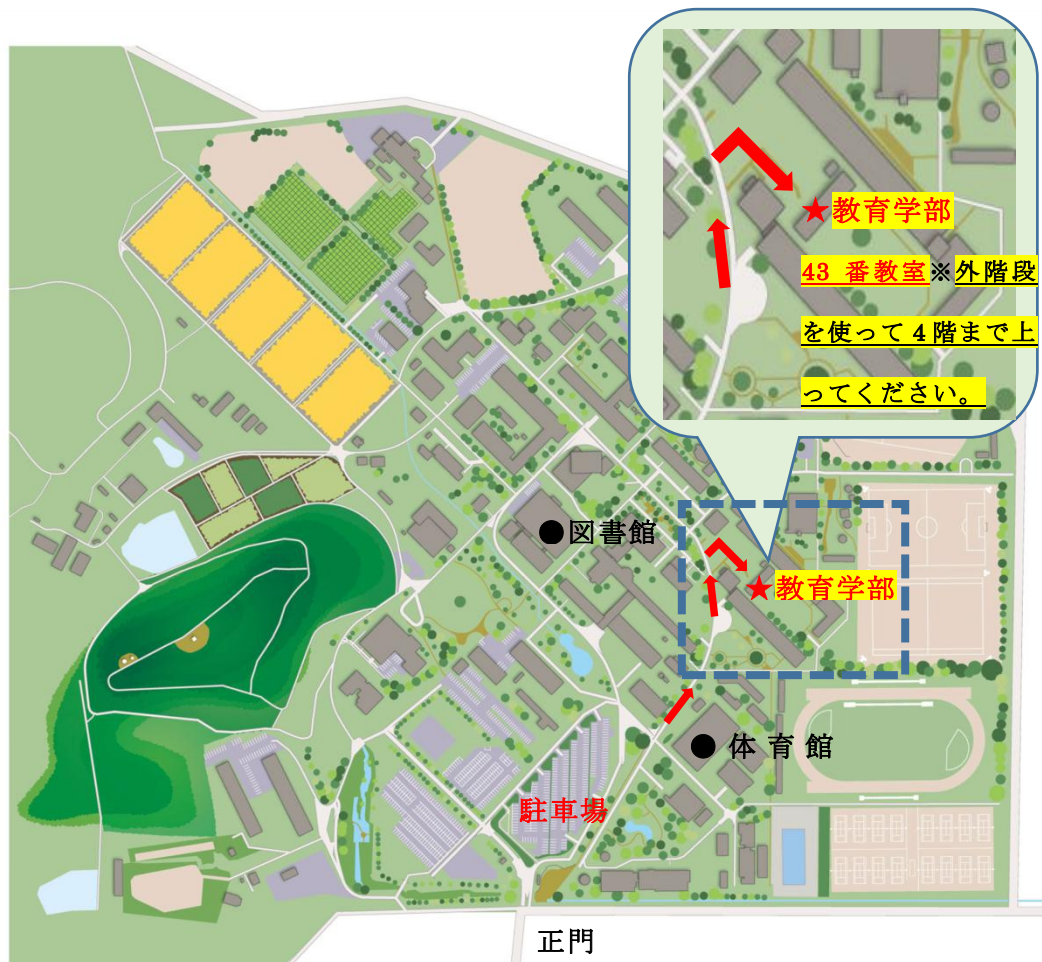 ★教育学部
43 番教室※外階段
を使って4階まで上
ってください。
●図書館
★教育学部
●体育館
駐車場
正門